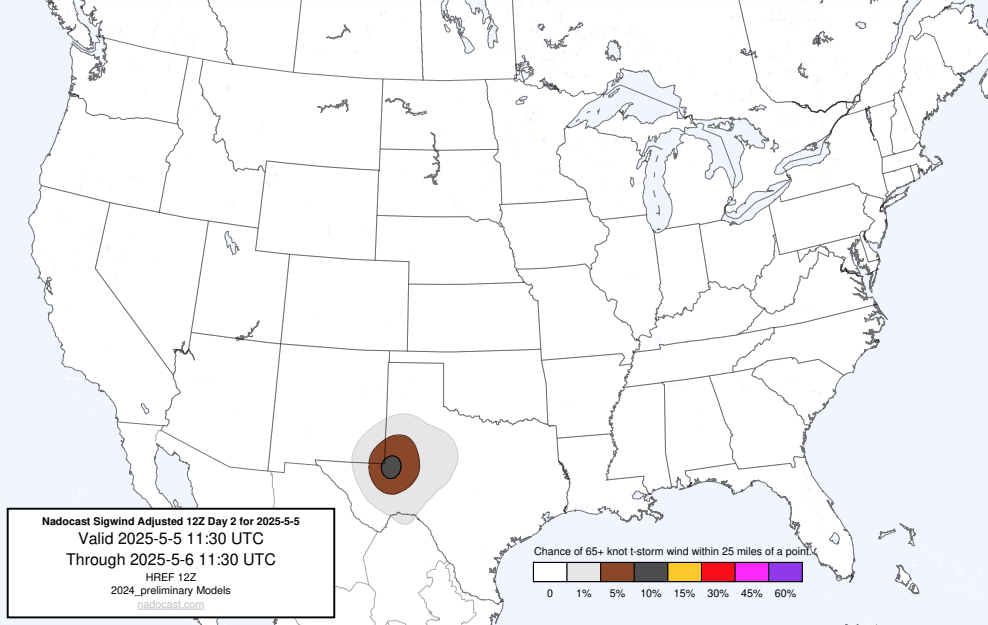 Nadocast Sigwind Adjusted 12Z Day 2 for 2025-5-5
Valid 2025-5-5 11:30 UTC
Through 2025-5-6 11:30 UTC
HREF 12Z
2024_preliminary Models
nadocast.com
Chance of 65+ knot t-storm wind within 25 miles of a point.
0 1% 5% 10% 15% 30% 45% 60%